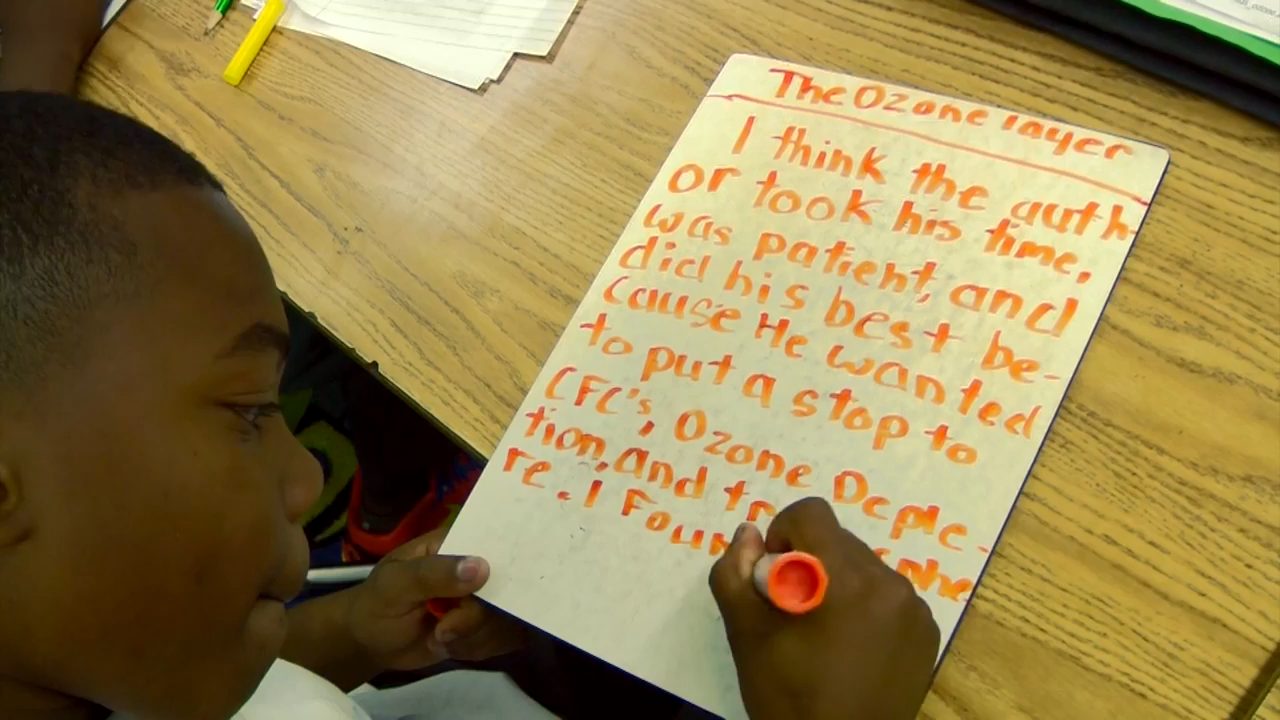 The Ozone layer
I think the auth-
or took his time,
was patient, and
did his best be-
cause He wanted
to put a stop to
CFC's, Ozone Deple-
tion, and
re. I Foun